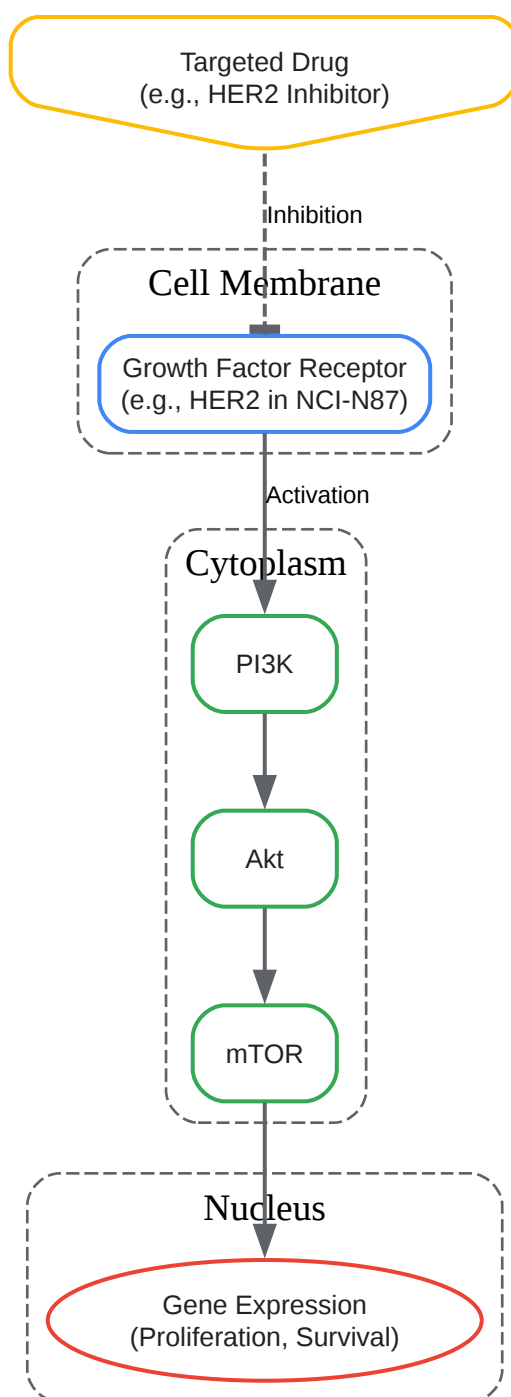 Targeted Drug
(e.g., HER2 Inhibitor)
Inhibition
Cell Membrane
Growth Factor Receptor
(e.g., HER2 in NCI-N87)
Activation
Cytoplasm
PI3K
Akt
mTOR
Nucleus
Gene Expression
(Proliferation, Survival)